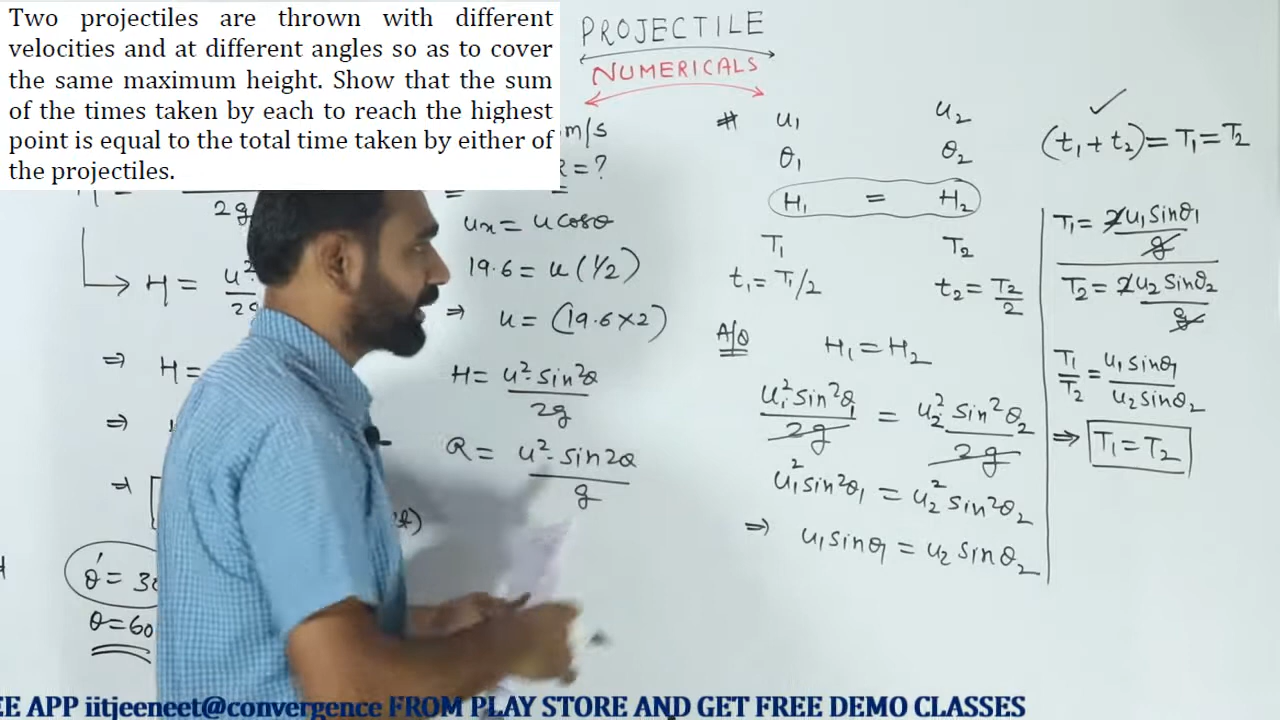 Two projectiles are thrown with different
velocities and at different angles so as to cover
the same maximum height. Show that the sum
of the times taken by each to reach the highest
point is equal to the total time taken by either of
the projectiles.
PROJECTILE
NUMERICALS
m/s
R = ?
2g
H = u²
⇒ H =
⇒
⇒
θ' = 30
θ = 60
ux = u cosθ
19.6 = u (1/2)
⇒ u = (19.6×2)
H = u² sin²θ / 2g
R = u² sin2θ / g
# u₁ u₂
θ₁ θ₂
H₁ = H₂
T₁ T₂
t₁ = T₁/2 t₂ = T₂/2
A/Q H₁ = H₂
u₁² sin²θ₁ / 2g = u₂² sin²θ₂ / 2g
u₁² sin²θ₁ = u₂² sin²θ₂
⇒ u₁ sinθ₁ = u₂ sinθ₂
(t₁ + t₂) = T₁ = T₂
T₁ = 2u₁ sinθ₁ / g
T₂ = 2u₂ sinθ₂ / g
T₁/T₂ = u₁ sinθ₁ / u₂ sinθ₂
⇒ T₁ = T₂
EE APP iitjeeneet@convergence FROM PLAY STORE AND GET FREE DEMO CLASSES